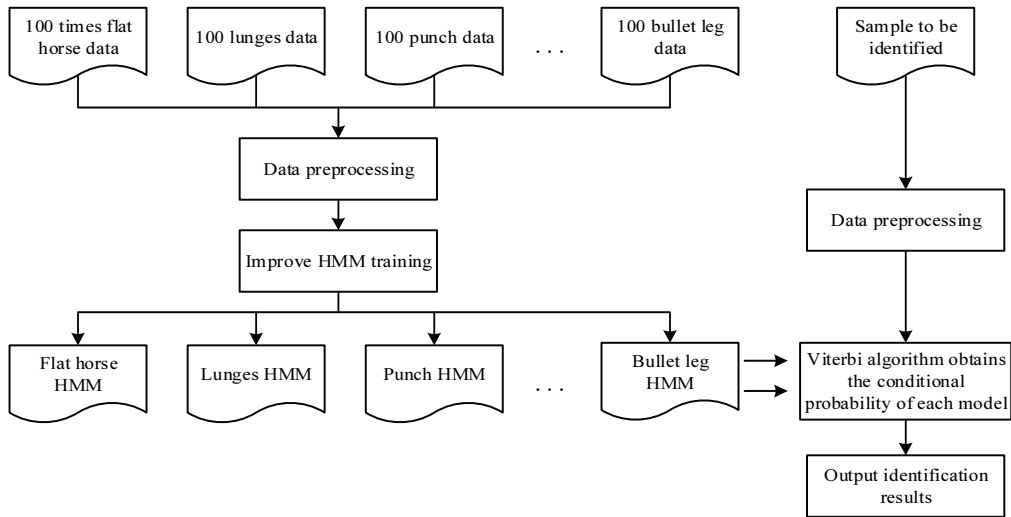 100 times flat
horse data
100 lunges data
100 punch data
. . .
100 bullet leg
data
Sample to be
identified
Data preprocessing
Data preprocessing
Improve HMM training
Flat horse
HMM
Lunges HMM
Punch HMM
. . .
Bullet leg
HMM
Viterbi algorithm obtains
the conditional
probability of each model
Output identification
results